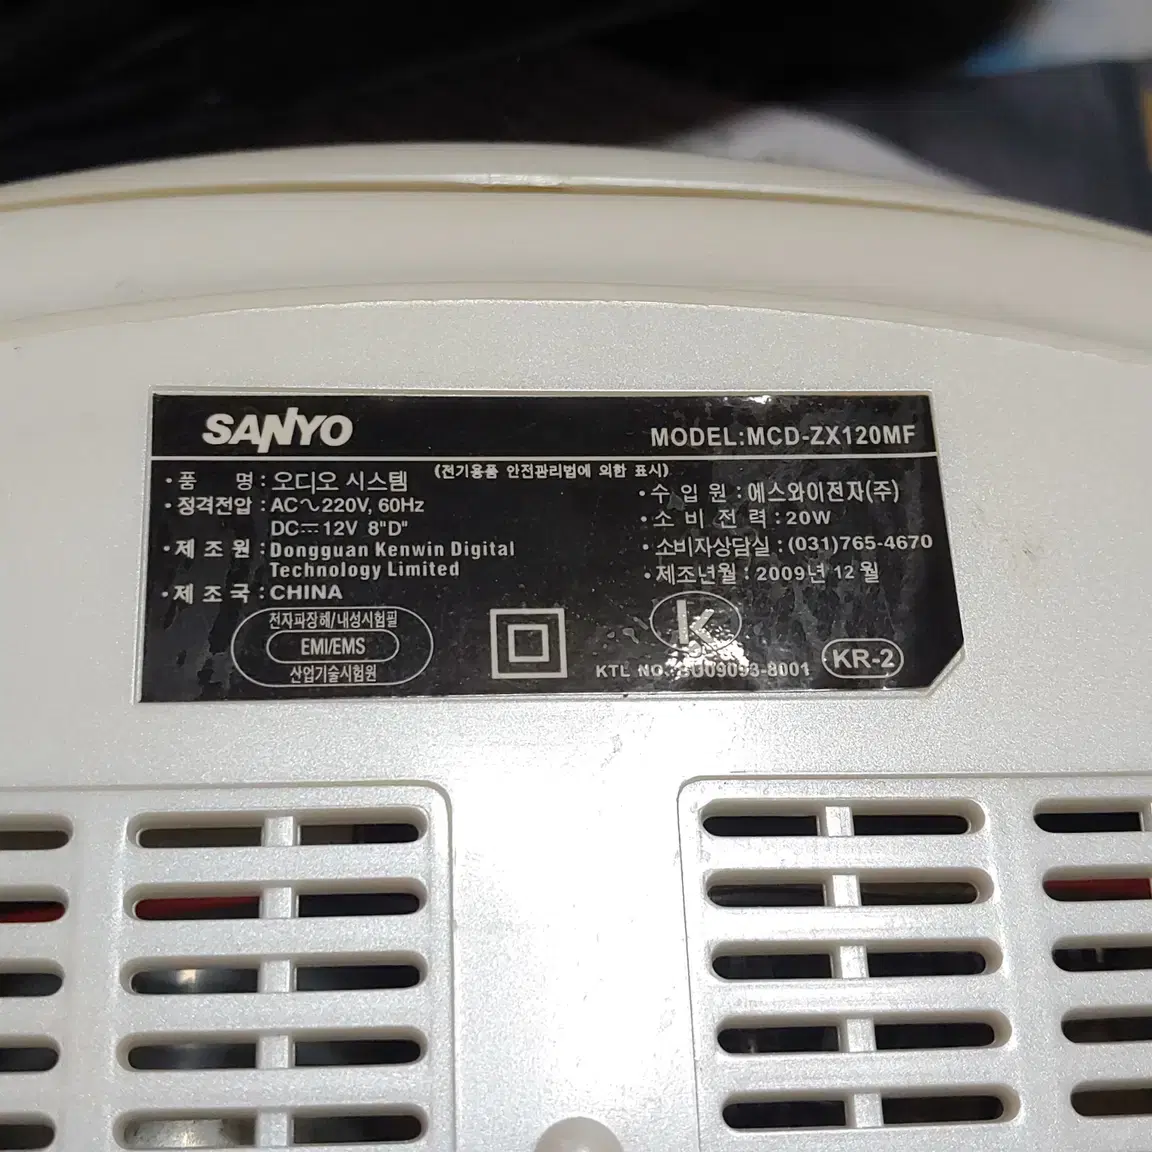 SANYO
MODEL:MCD-ZX120MF
(전기용품 안전관리법에 의한 표시)
·품 명 : 오디오 시스템
·정격전압 : AC∿220V, 60Hz
DC⎓12V 8"D"
·제 조 원 : Dongguan Kenwin Digital
Technology Limited
·제 조 국 : CHINA
·수 입 원 : 에스와이전자(주)
·소 비 전 력 : 20W
·소비자상담실 : (031)765-4670
·제조년월 : 2009년 12월
전자파장해/내성시험필
EMI/EMS
산업기술시험원
k
KTL NO.
KR-2